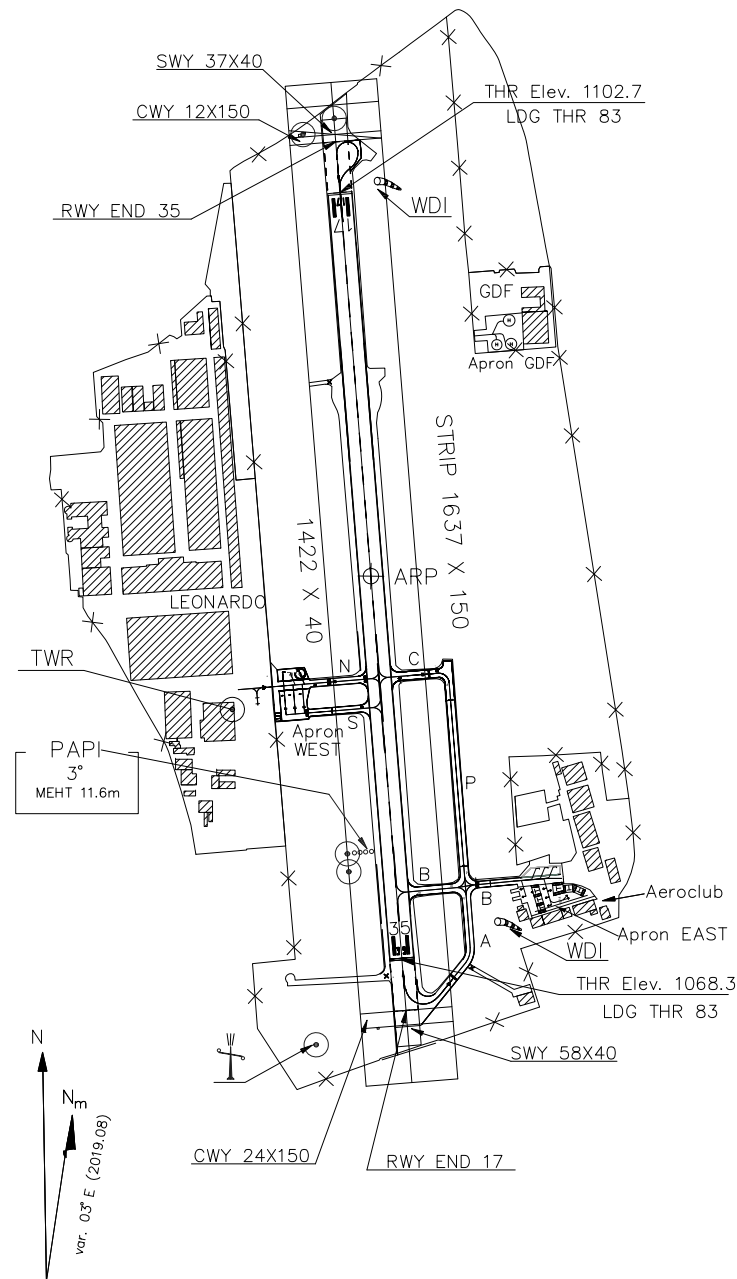 SWY 37X40
THR Elev. 1102.7
LDG THR 83
CWY 12X150
RWY END 35
WDI
17
GDF
Apron GDF
STRIP 1637 X 150
1422 X 40
ARP
LEONARDO
TWR
N
C
S
Apron
WEST
PAPI
3°
MEHT 11.6m
P
B
B
Aeroclub
35
A
Apron EAST
WDI
THR Elev. 1068.3
LDG THR 83
SWY 58X40
N
Nm
var. 03° E (2019.08)
CWY 24X150
RWY END 17